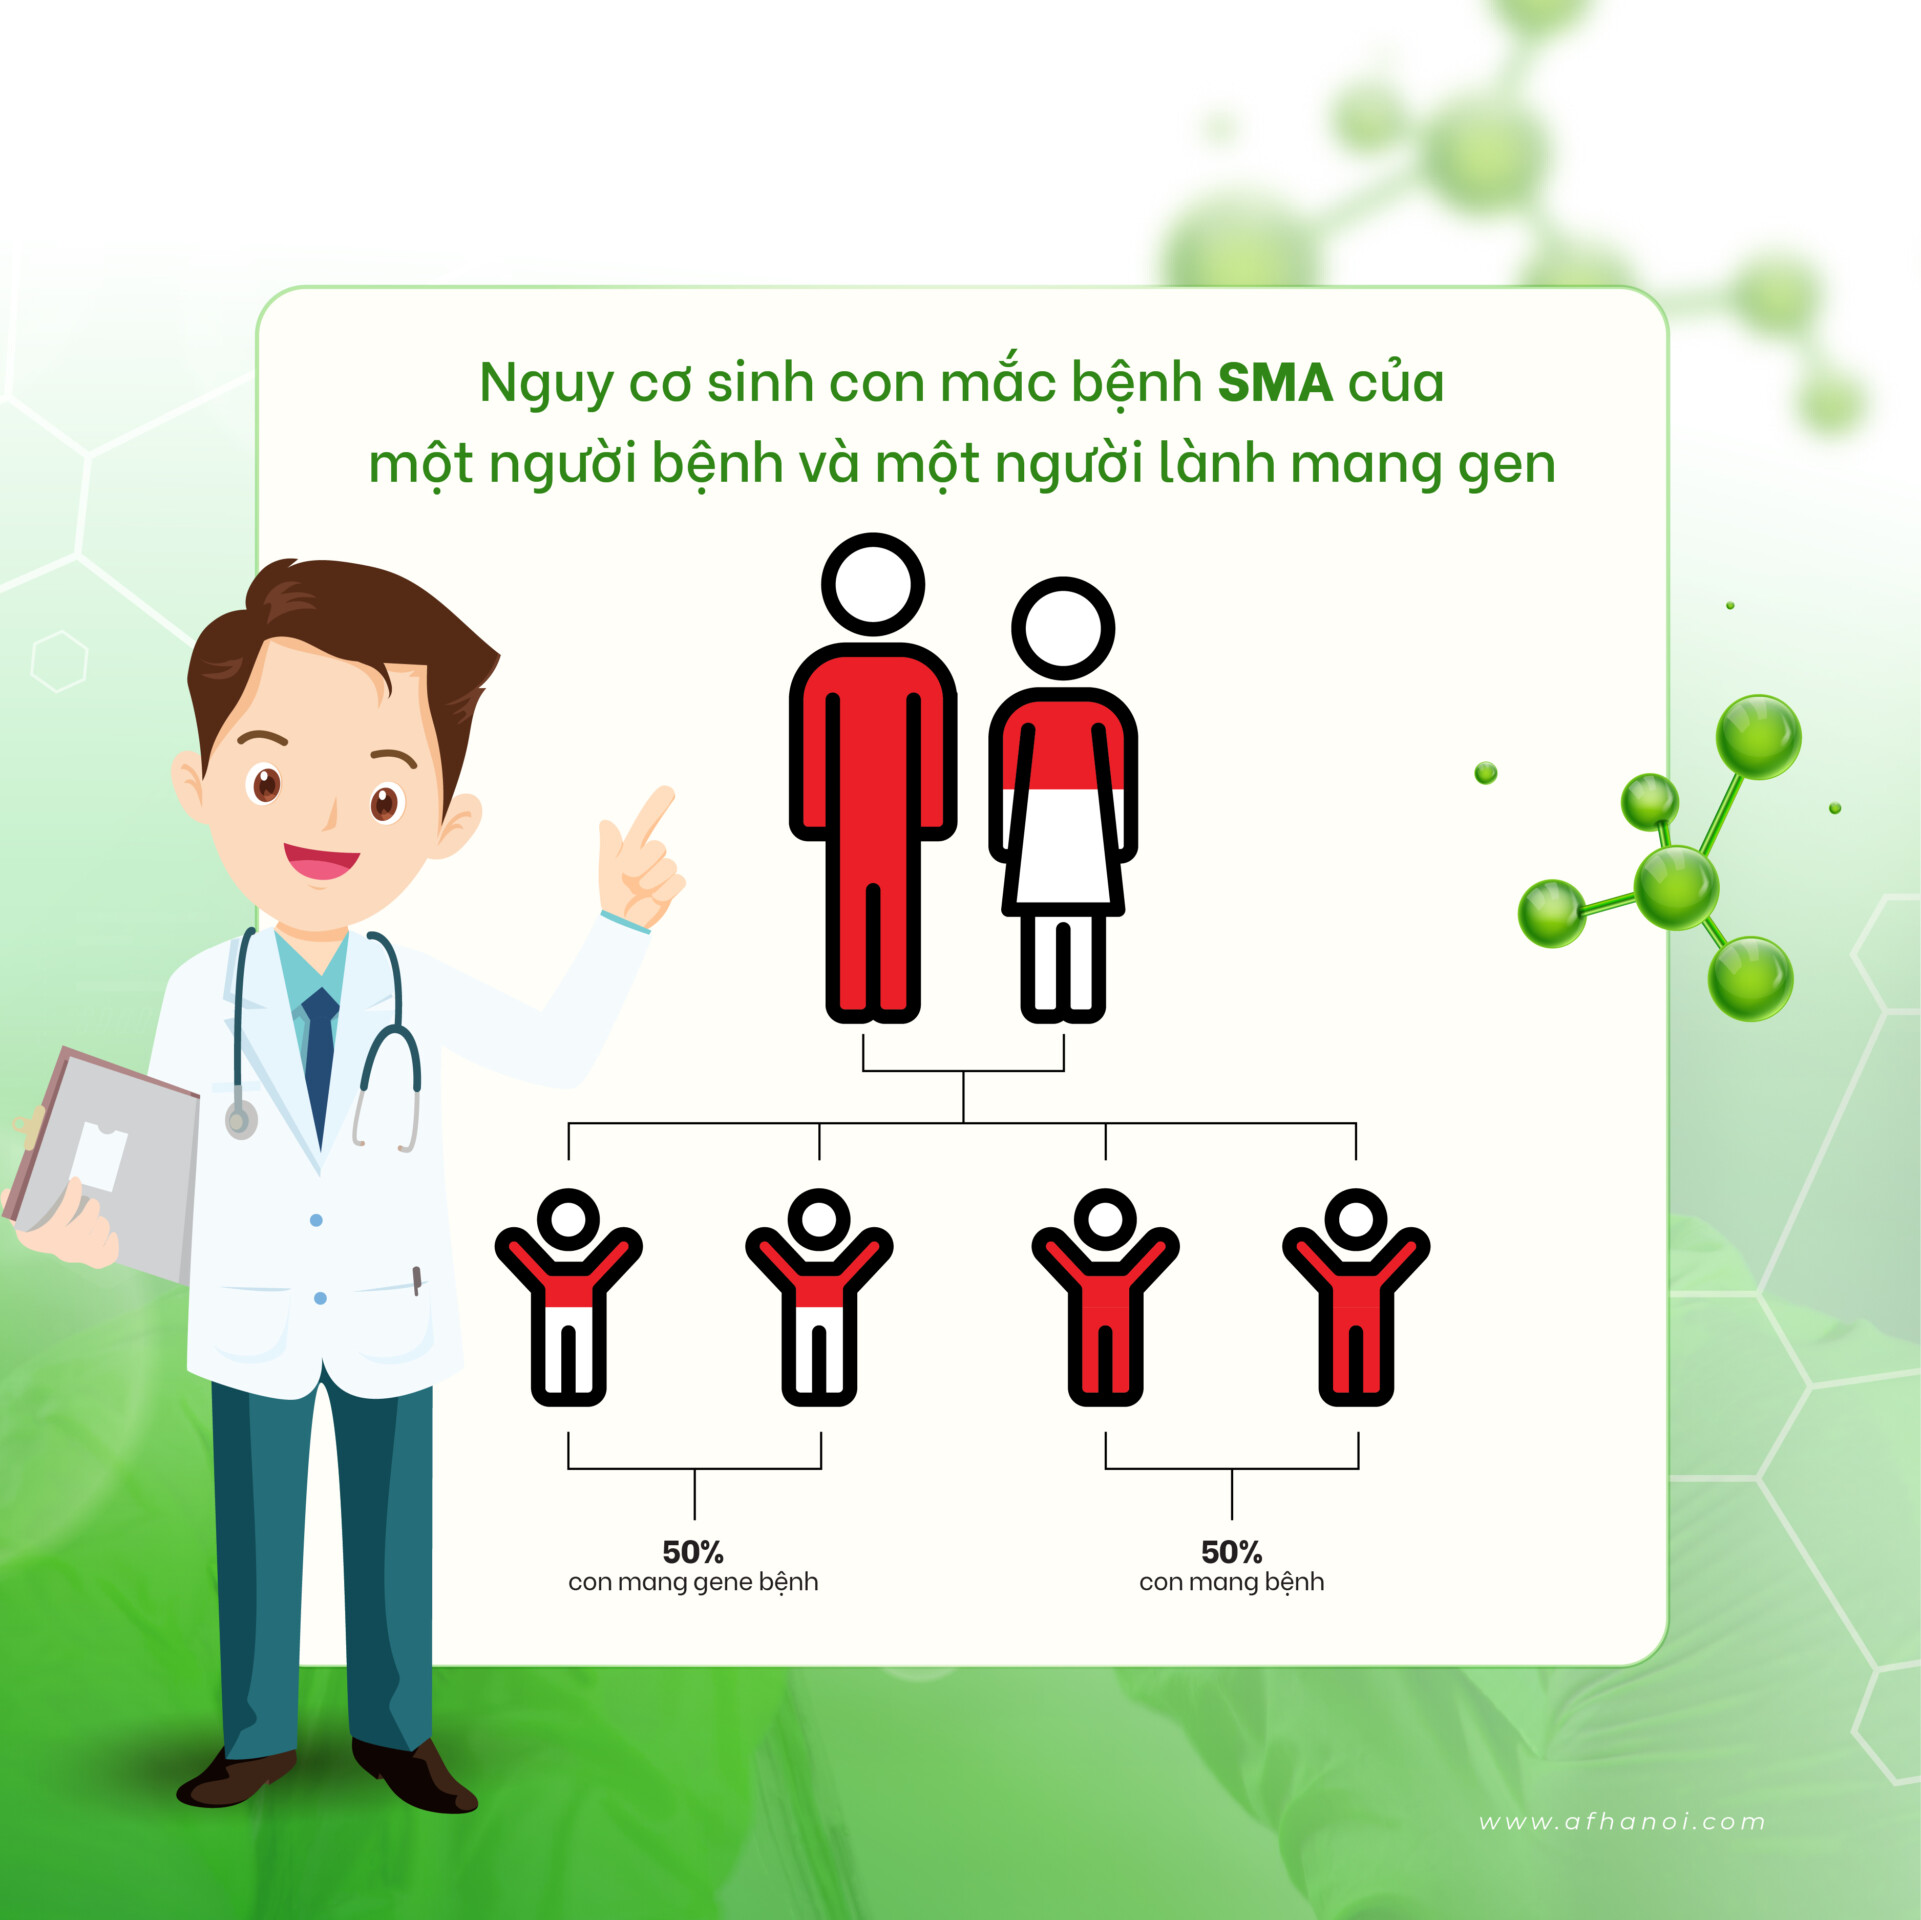 Nguy cơ sinh con mắc bệnh SMA của
một người bệnh và một người lành mang gen
50%
con mang gene bệnh
50%
con mang bệnh
www.afhanoi.com